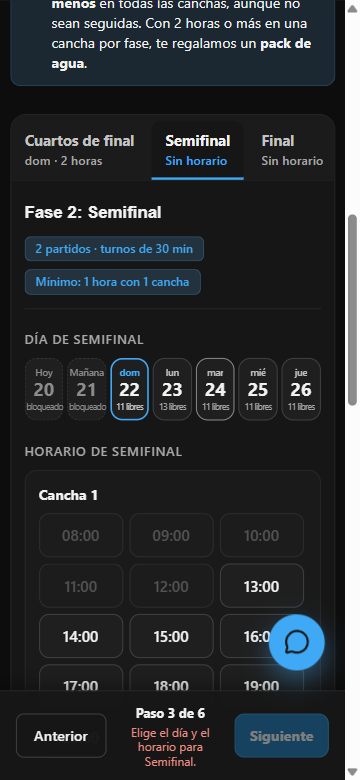 menos en todas las canchas, aunque no
sean seguidas. Con 2 horas o más en una
cancha por fase, te regalamos un pack de
agua.
Cuartos de final
dom · 2 horas
Semifinal
Sin horario
Final
Sin horario
Fase 2: Semifinal
2 partidos · turnos de 30 min
Mínimo: 1 hora con 1 cancha
DÍA DE SEMIFINAL
Hoy
20
bloqueado
Mañana
21
bloqueado
dom
22
11 libres
lun
23
13 libres
mar
24
11 libres
mié
25
11 libres
jue
26
11 libres
HORARIO DE SEMIFINAL
Cancha 1
08:00 09:00 10:00
11:00 12:00 13:00
14:00 15:00 16:0
17:00 18:00 19:00
Anterior
Paso 3 de 6
Elige el día y el
horario para
Semifinal.
Siguiente